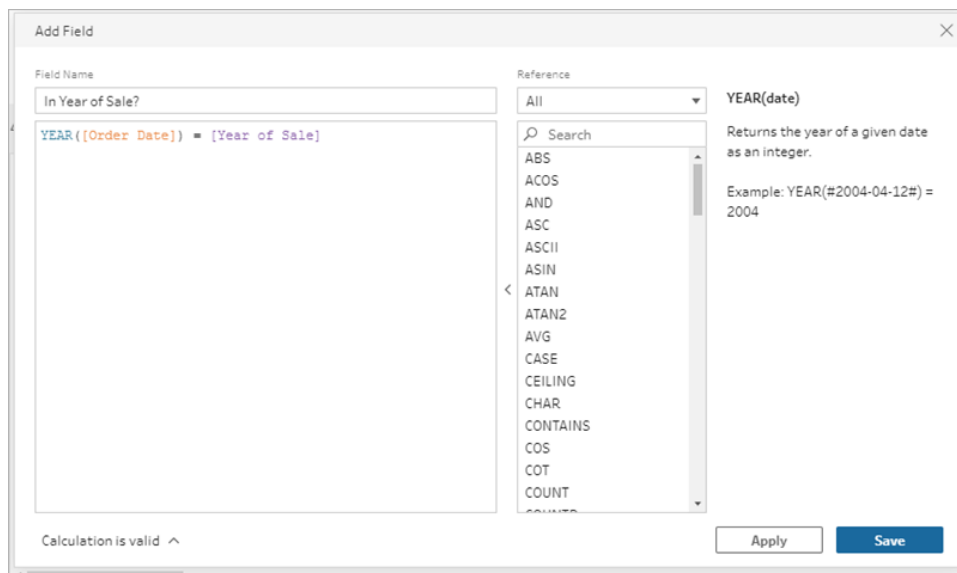 Add Field
Field Name
In Year of Sale?
YEAR([Order Date]) = [Year of Sale]
Reference
All
Search
ABS
ACOS
AND
ASC
ASCII
ASIN
ATAN
ATAN2
AVG
CASE
CEILING
CHAR
CONTAINS
COS
COT
COUNT
YEAR(date)
Returns the year of a given date
as an integer.
Example: YEAR(#2004-04-12#) =
2004
Calculation is valid
Apply
Save